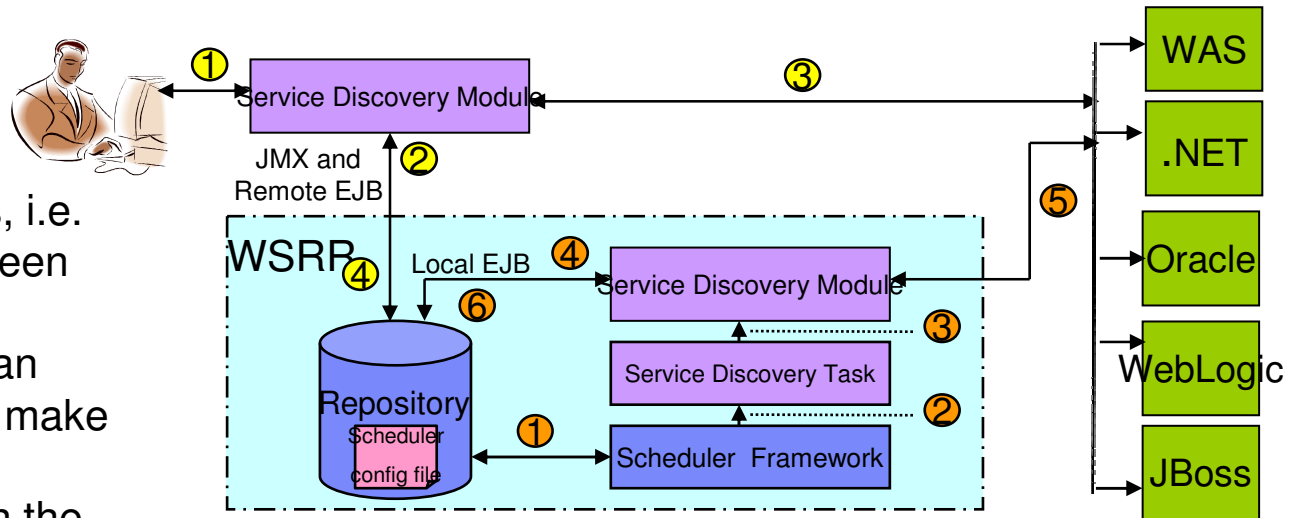 ①
Service Discovery Module
③
JMX and
Remote EJB
②
, i.e.
een
an
make
n the
WSRR
④
Local EJB
④
⑥
Service Discovery Module
⑤
③
Service Discovery Task
②
Repository
Scheduler
config file
①
Scheduler Framework
WAS
.NET
Oracle
WebLogic
JBoss